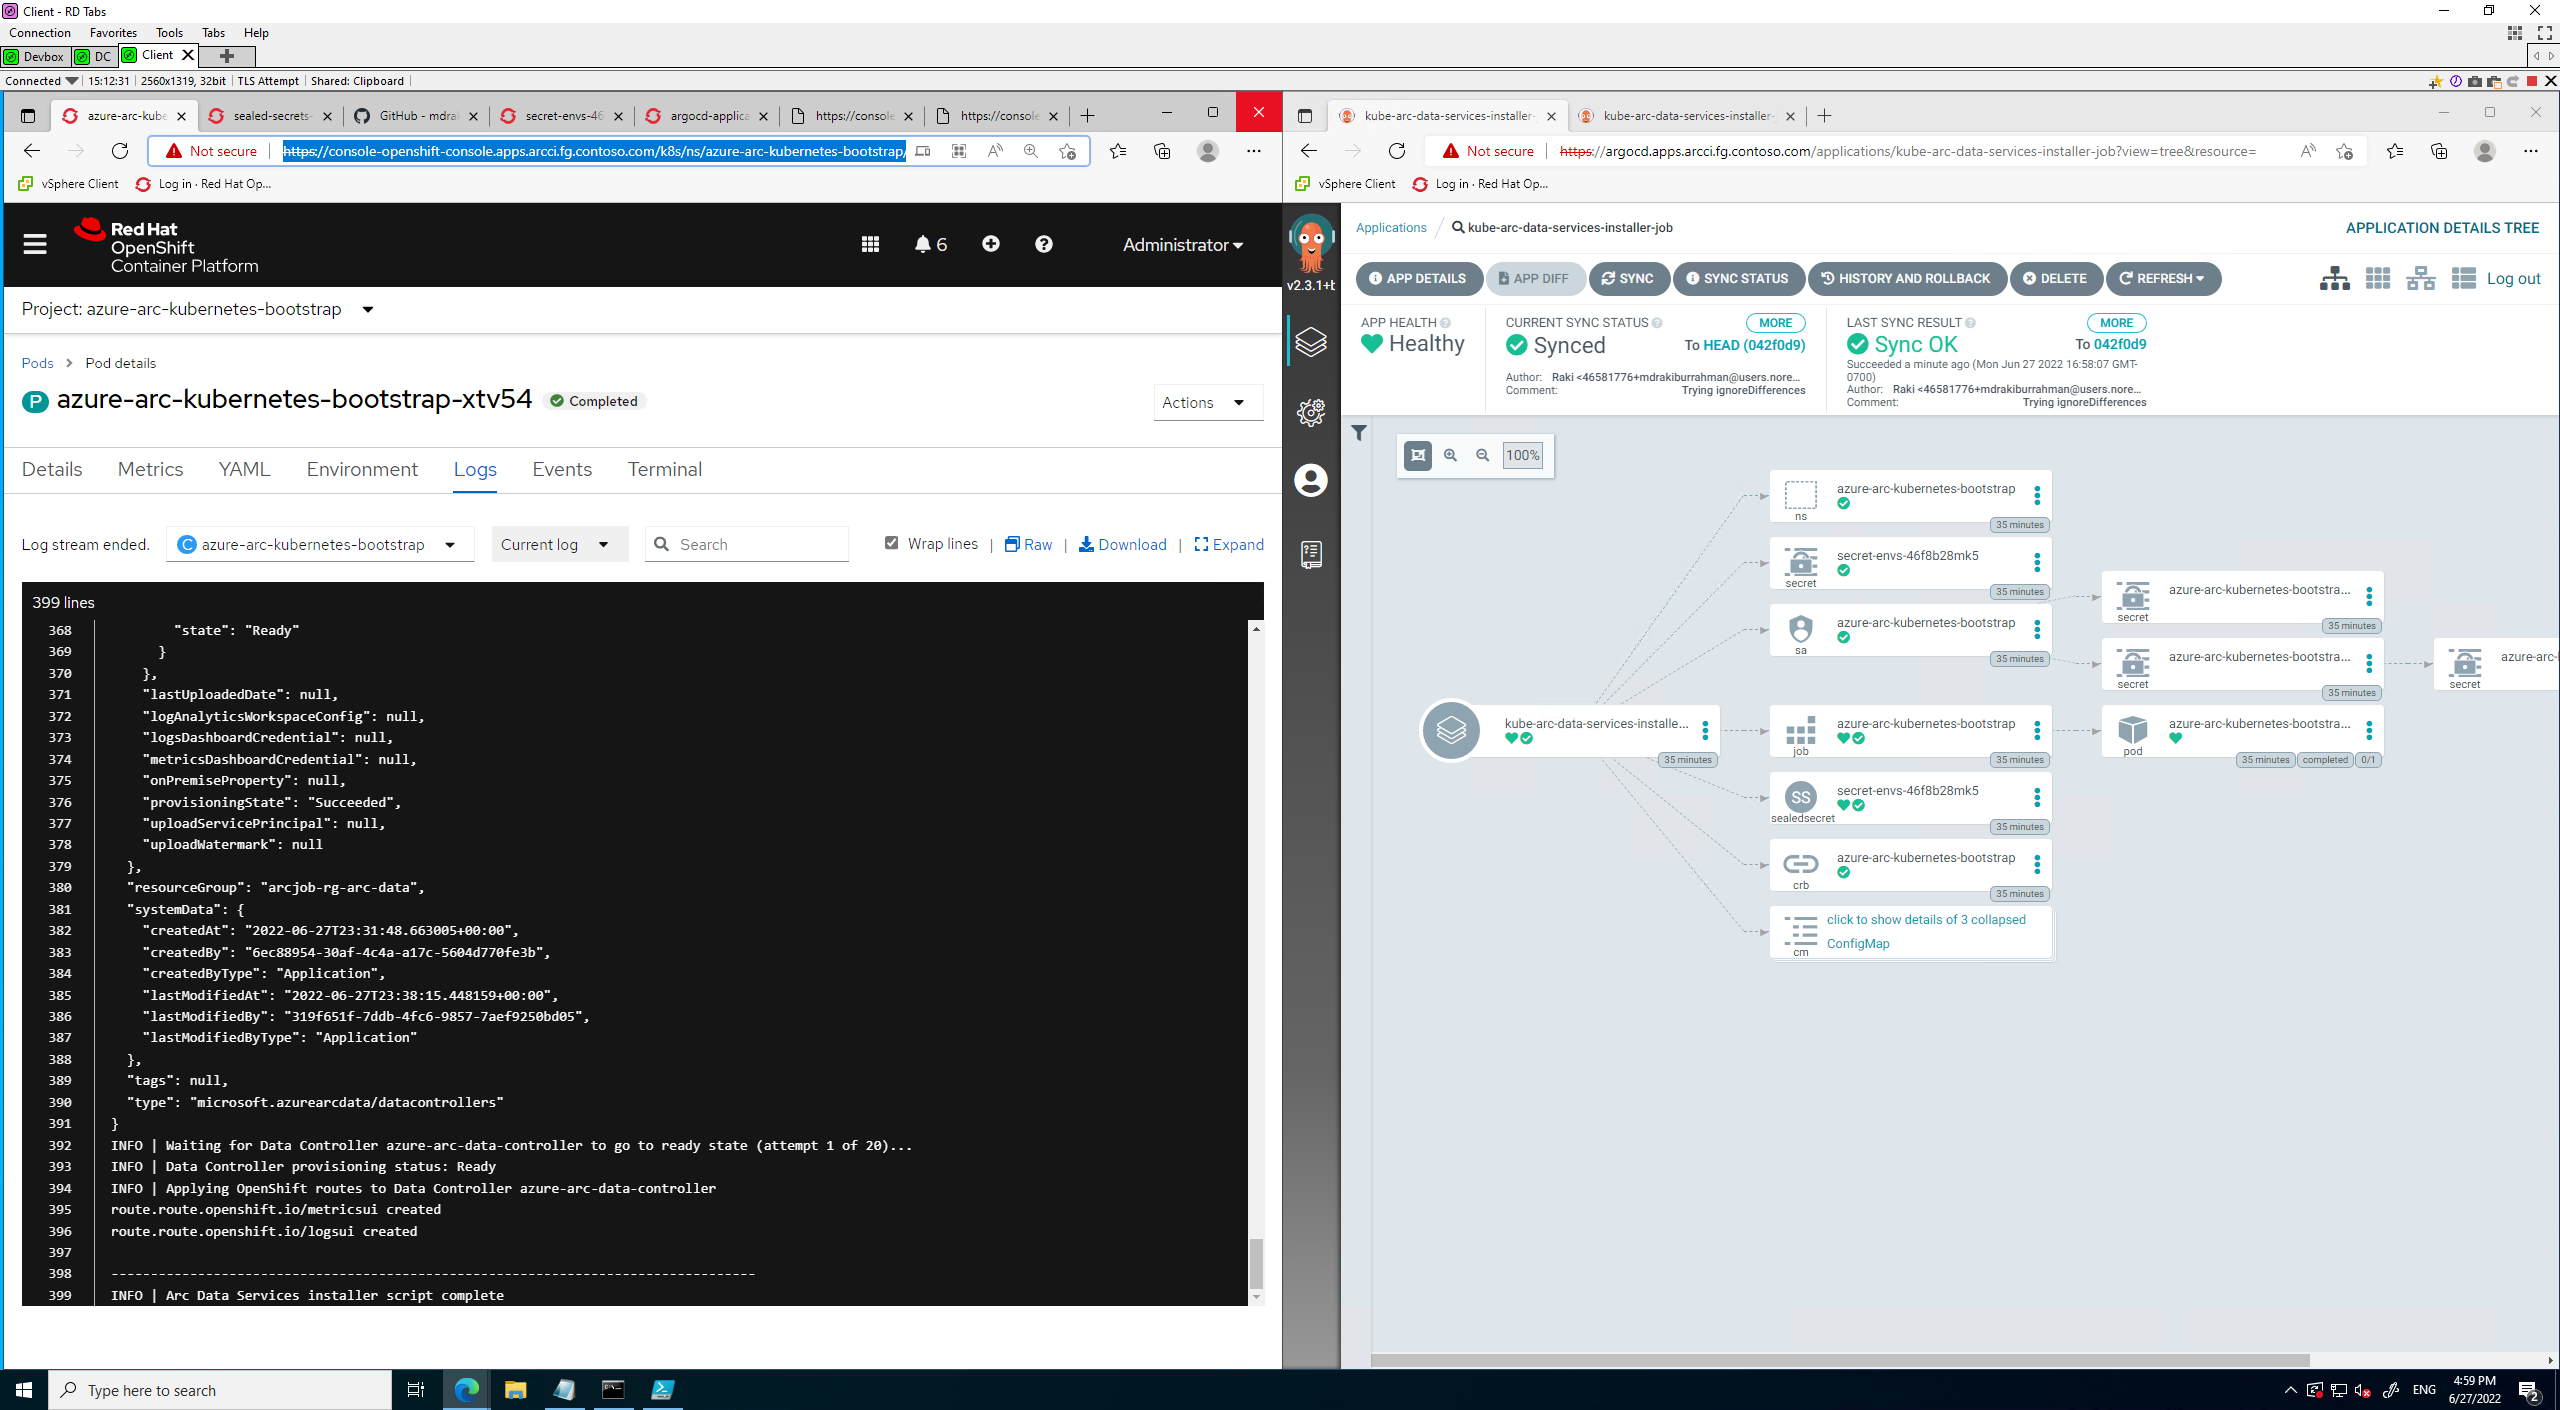 Client - RD Tabs
Connection Favorites Tools Tabs Help
Devbox DC Client
Connected 15:12:31 2560x1319, 32bit TLS Attempt Shared: Clipboard
azure-arc-kube sealed-secrets- GitHub - mdra secret-envs-46 argocd-applica https://console https://console
Not secure https://console-openshift-console.apps.arcci.fg.contoso.com/k8s/ns/azure-arc-kubernetes-bootstrap/
vSphere Client Log in · Red Hat Op...
Red Hat
OpenShift
Container Platform
6
Administrator
Project: azure-arc-kubernetes-bootstrap
Pods Pod details
P azure-arc-kubernetes-bootstrap-xtv54 Completed
Actions
Details Metrics YAML Environment Logs Events Terminal
Log stream ended. C azure-arc-kubernetes-bootstrap Current log Search Wrap lines | Raw | Download | Expand
399 lines
368 "state": "Ready"
369 }
370 },
371 "lastUploadedDate": null,
372 "logAnalyticsWorkspaceConfig": null,
373 "logsDashboardCredential": null,
374 "metricsDashboardCredential": null,
375 "onPremiseProperty": null,
376 "provisioningState": "Succeeded",
377 "uploadServicePrincipal": null,
378 "uploadWatermark": null
379 },
380 "resourceGroup": "arcjob-rg-arc-data",
381 "systemData": {
382 "createdAt": "2022-06-27T23:31:48.663005+00:00",
383 "createdBy": "6ec88954-30af-4c4a-a17c-5604d770fe3b",
384 "createdByType": "Application",
385 "lastModifiedAt": "2022-06-27T23:38:15.448159+00:00",
386 "lastModifiedBy": "319f651f-7ddb-4fc6-9857-7aef9250bd05",
387 "lastModifiedByType": "Application"
388 },
389 "tags": null,
390 "type": "microsoft.azurearcdata/datacontrollers"
391 }
392 INFO | Waiting for Data Controller azure-arc-data-controller to go to ready state (attempt 1 of 20)...
393 INFO | Data Controller provisioning status: Ready
394 INFO | Applying OpenShift routes to Data Controller azure-arc-data-controller
395 route.route.openshift.io/metricsui created
396 route.route.openshift.io/logsui created
397
398 ----------------------------------------------------------------------------------
399 INFO | Arc Data Services installer script complete
kube-arc-data-services-installer- kube-arc-data-services-installer-
Not secure https://argocd.apps.arcci.fg.contoso.com/applications/kube-arc-data-services-installer-job?view=tree&resource=
vSphere Client Log in · Red Hat Op...
v2.3.1+b
Applications / kube-arc-data-services-installer-job
APPLICATION DETAILS TREE
APP DETAILS APP DIFF SYNC SYNC STATUS HISTORY AND ROLLBACK DELETE REFRESH
Log out
APP HEALTH
Healthy
CURRENT SYNC STATUS MORE
Synced To HEAD (042f0d9)
Author: Raki <46581776+mdrakiburrahman@users.nore...
Comment: Trying ignoreDifferences
LAST SYNC RESULT MORE
Sync OK To 042f0d9
Succeeded a minute ago (Mon Jun 27 2022 16:58:07 GMT-
0700)
Author: Raki <46581776+mdrakiburrahman@users.nore...
Comment: Trying ignoreDifferences
100%
azure-arc-kubernetes-bootstrap
ns
35 minutes
secret-envs-46f8b28mk5
secret
35 minutes
azure-arc-kubernetes-bootstra...
secret
35 minutes
azure-arc-kubernetes-bootstrap
sa
35 minutes
azure-arc-kubernetes-bootstra...
secret
35 minutes
azure-arc-
secret
kube-arc-data-services-installe...
35 minutes
azure-arc-kubernetes-bootstrap
job
35 minutes
azure-arc-kubernetes-bootstra...
pod
35 minutes completed 0/1
SS secret-envs-46f8b28mk5
sealedsecret
35 minutes
azure-arc-kubernetes-bootstrap
crb
35 minutes
click to show details of 3 collapsed
ConfigMap
cm
Type here to search
ENG
4:59 PM
6/27/2022
2